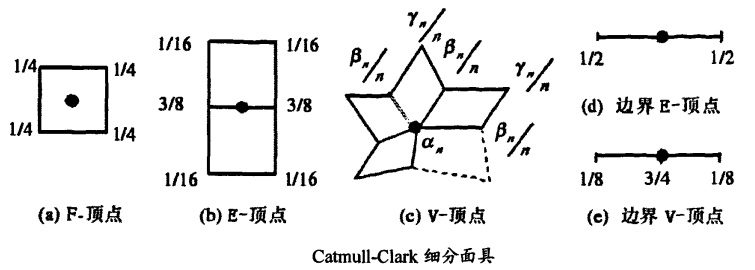 1/4 1/4
1/4 1/4
(a) F-顶点
1/16 1/16
3/8 3/8
1/16 1/16
(b) E-顶点
γn/n
βn/n βn/n
γn/n
βn/n
αn
(c) V-顶点
1/2 1/2
(d) 边界 E-顶点
1/8 3/4 1/8
(e) 边界 V-顶点
Catmull-Clark 细分面具